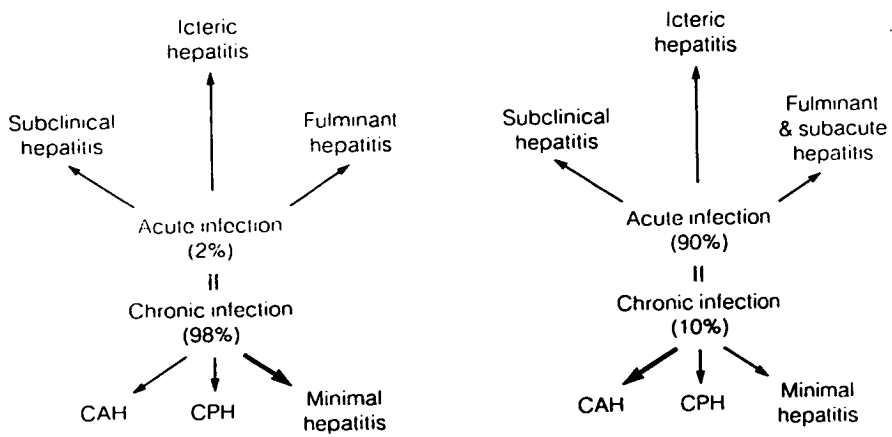 Icteric
hepatitis
Subclinical
hepatitis
Fulminant
hepatitis
Acute infection
(2%)
Chronic infection
(98%)
CAH
CPH
Minimal
hepatitis
Icteric
hepatitis
Subclinical
hepatitis
Fulminant
& subacute
hepatitis
Acute infection
(90%)
Chronic infection
(10%)
CAH
CPH
Minimal
hepatitis